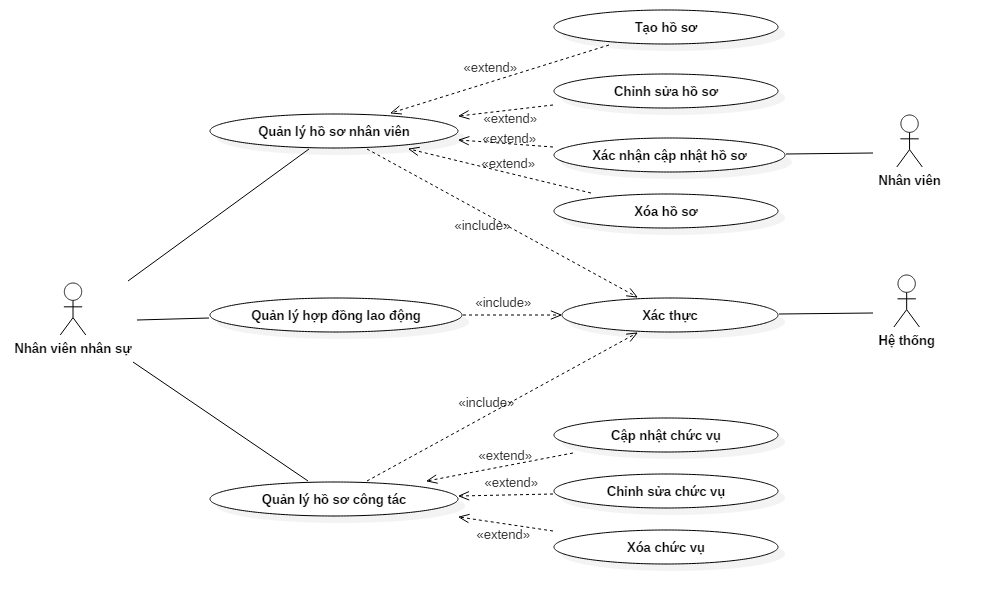 Tạo hồ sơ
«extend»
Chỉnh sửa hồ sơ
«extend»
Quản lý hồ sơ nhân viên
«extend»
Xác nhận cập nhật hồ sơ
«extend»
Nhân viên
Xóa hồ sơ
«include»
«include»
Quản lý hợp đồng lao động
Xác thực
Nhân viên nhân sự
Hệ thống
«include»
Cập nhật chức vụ
«extend»
«extend»
Chỉnh sửa chức vụ
Quản lý hồ sơ công tác
«extend»
Xóa chức vụ